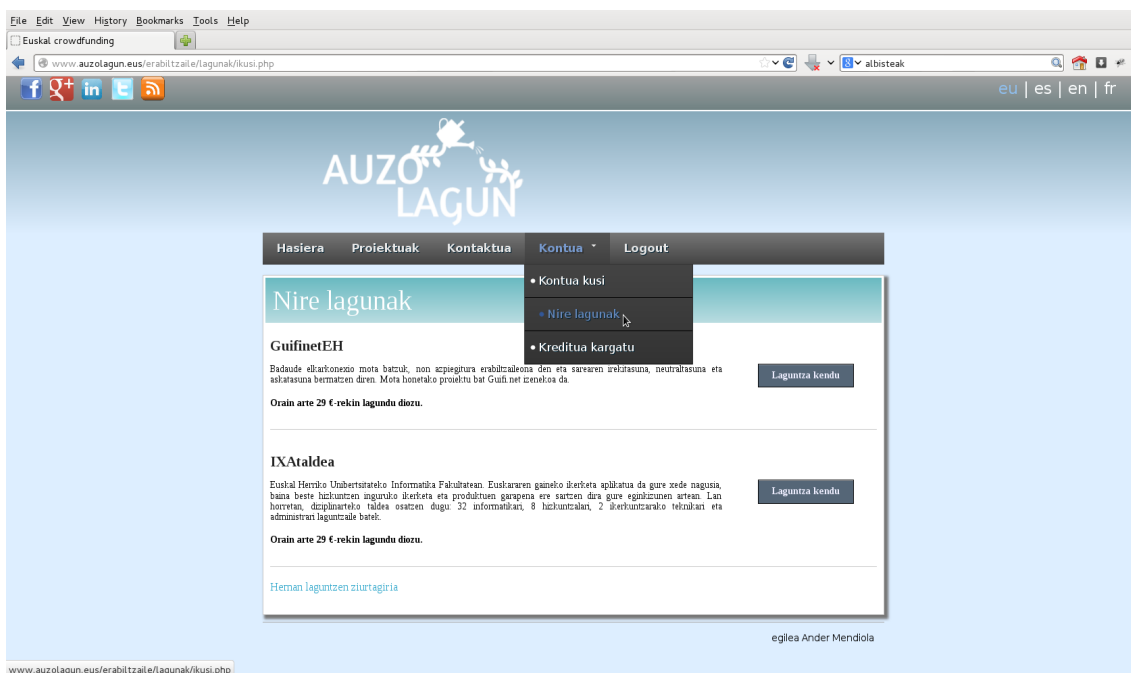 File Edit View History Bookmarks Tools Help
Euskal crowdfunding
www.auzolagun.eus/erabiltzaile/lagunak/ikusi.php
albisteak
eu | es | en | fr
AUZO
LAGUN
Hasiera Proiektuak Kontaktua Kontua Logout
Kontua kusi
Nire lagunak
Kreditua kargatu
Nire lagunak
GuifinetEH
Badaude elkarkonexio mota batzuk, non azpiegitura erabiltzaileona den eta sarearen irekitasuna, neutraltasuna eta
askatasuna bermatzen diren. Mota honetako proiektu bat Guifi.net izenekoa da.
Laguntza kendu
Orain arte 29 €-rekin lagundu diozu.
IXAtaldea
Euskal Herriko Unibertsitateko Informatika Fakultatean. Euskararen gaineko ikerketa aplikatua da gure xede nagusia,
baina beste hizkuntzen inguruko ikerketa eta produktuen garapena ere sartzen dira gure eginkizunen artean. Lan
horretan, diziplinarteko taldea osatzen dugu: 32 informatikari, 8 hizkuntzalari, 2 ikerkuntzarako teknikari eta
administrari laguntzaile batek.
Laguntza kendu
Orain arte 29 €-rekin lagundu diozu.
Heman laguntzen ziurtagiria
egilea Ander Mendiola
www.auzolagun.eus/erabiltzaile/lagunak/ikusi.php